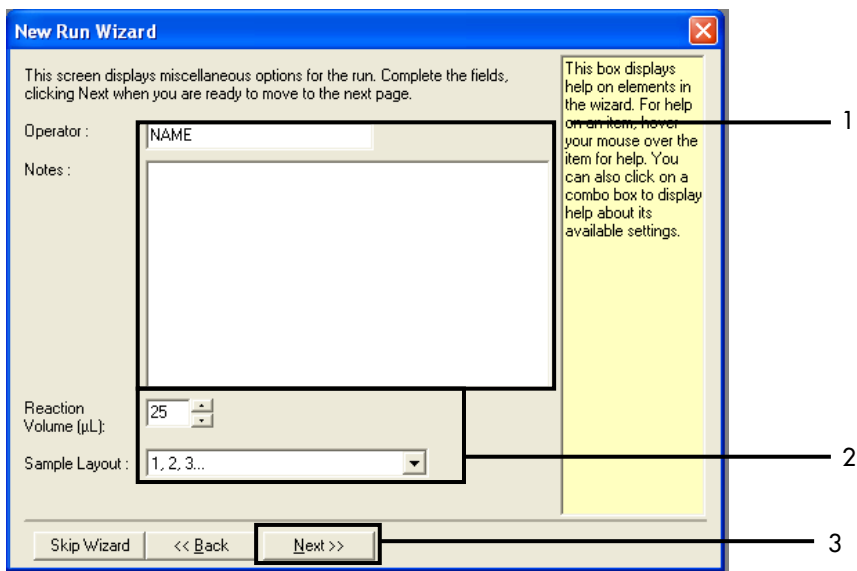 New Run Wizard
This screen displays miscellaneous options for the run. Complete the fields,
clicking Next when you are ready to move to the next page.
Operator :
NAME
Notes :
Reaction
Volume (µL):
25
Sample Layout :
1, 2, 3...
This box displays
help on elements in
the wizard. For help
on an item, hover
your mouse over the
item for help. You
can also click on a
combo box to display
help about its
available settings.
Skip Wizard
<< Back
Next >>
1
2
3